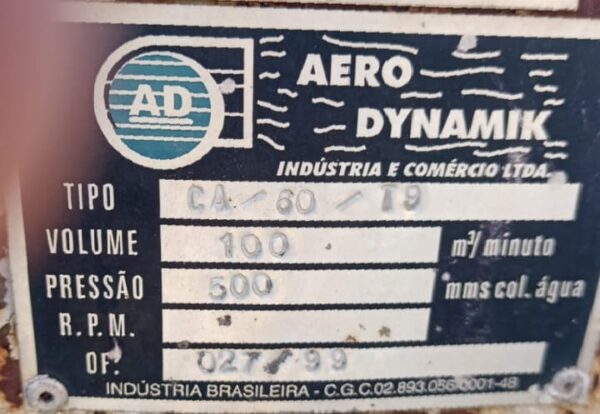 AD
AERO
DYNAMIK
INDÚSTRIA E COMÉRCIO LTDA.
TIPO CA/60/T9
VOLUME 100 m³/minuto
PRESSÃO 500 mms col. água
R.P.M.
OF. 027/99
INDÚSTRIA BRASILEIRA - C.G.C.02.893.056/0001-48